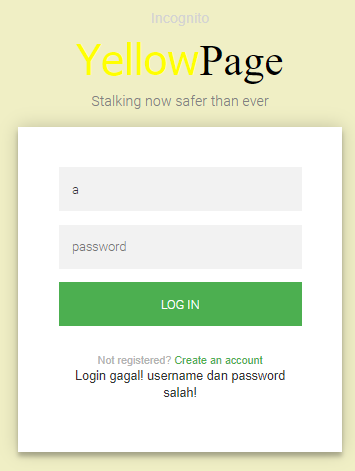 Incognito
YellowPage
Stalking now safer than ever
a
password
LOG IN
Not registered? Create an account
Login gagal! username dan password
salah!